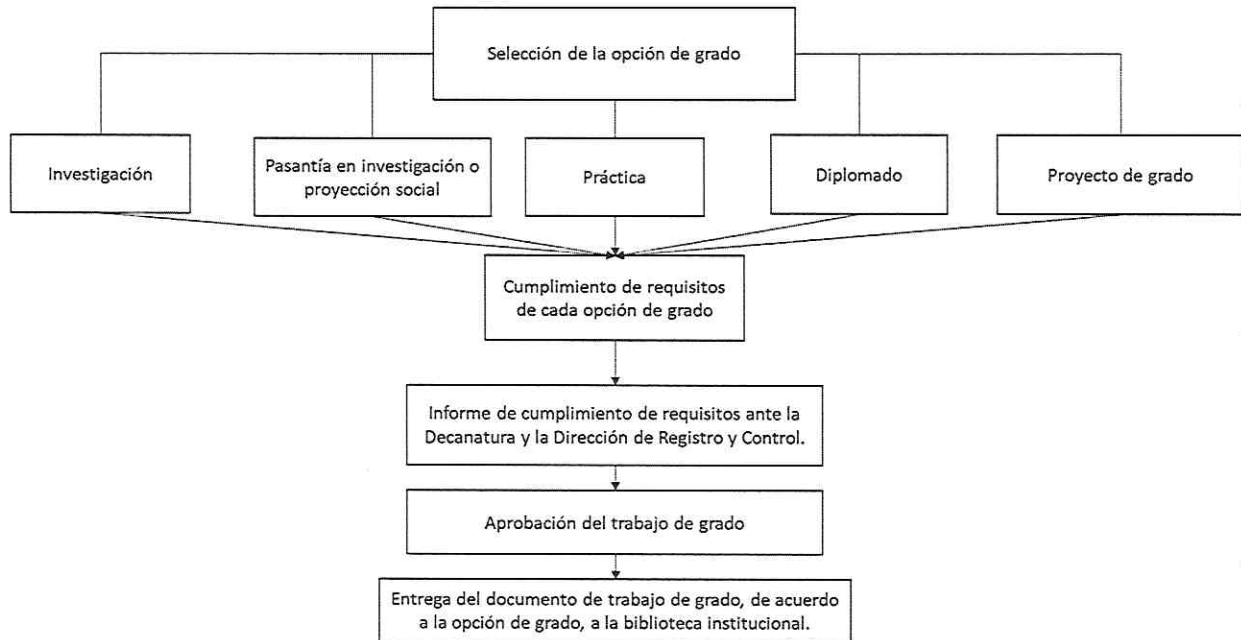 Selección de la opción de grado
Investigación
Pasantía en investigación o
proyección social
Práctica
Diplomado
Proyecto de grado
Cumplimiento de requisitos
de cada opción de grado
Informe de cumplimiento de requisitos ante la
Decanatura y la Dirección de Registro y Control.
Aprobación del trabajo de grado
Entrega del documento de trabajo de grado, de acuerdo
a la opción de grado, a la biblioteca institucional.